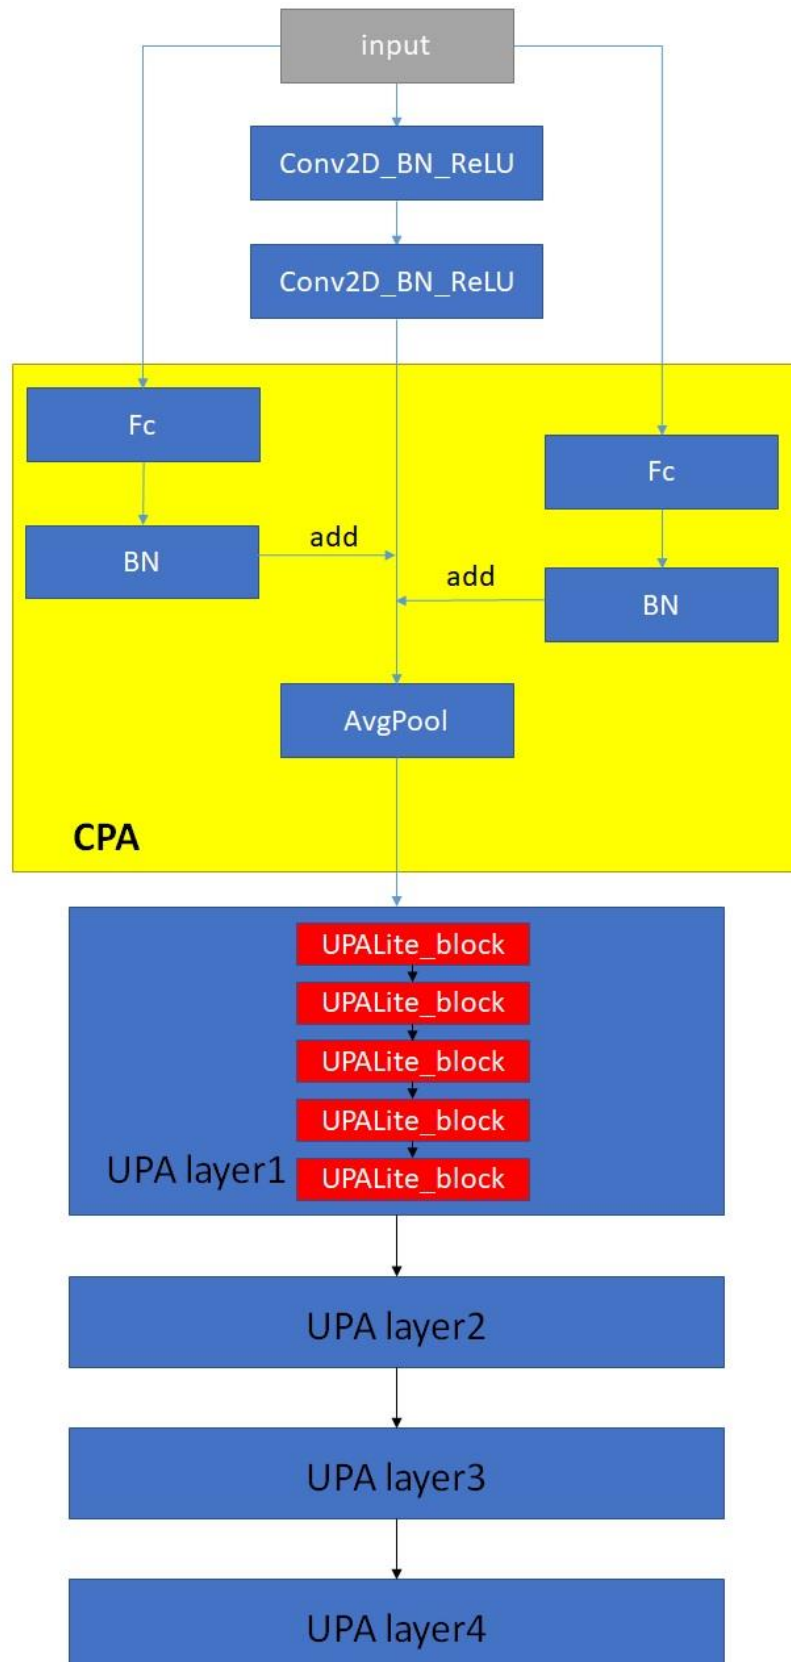 input
Conv2D_BN_ReLU
Conv2D_BN_ReLU
Fc
Fc
BN
add
add
BN
AvgPool
CPA
UPALite_block
UPALite_block
UPALite_block
UPALite_block
UPA layer1
UPALite_block
UPA layer2
UPA layer3
UPA layer4